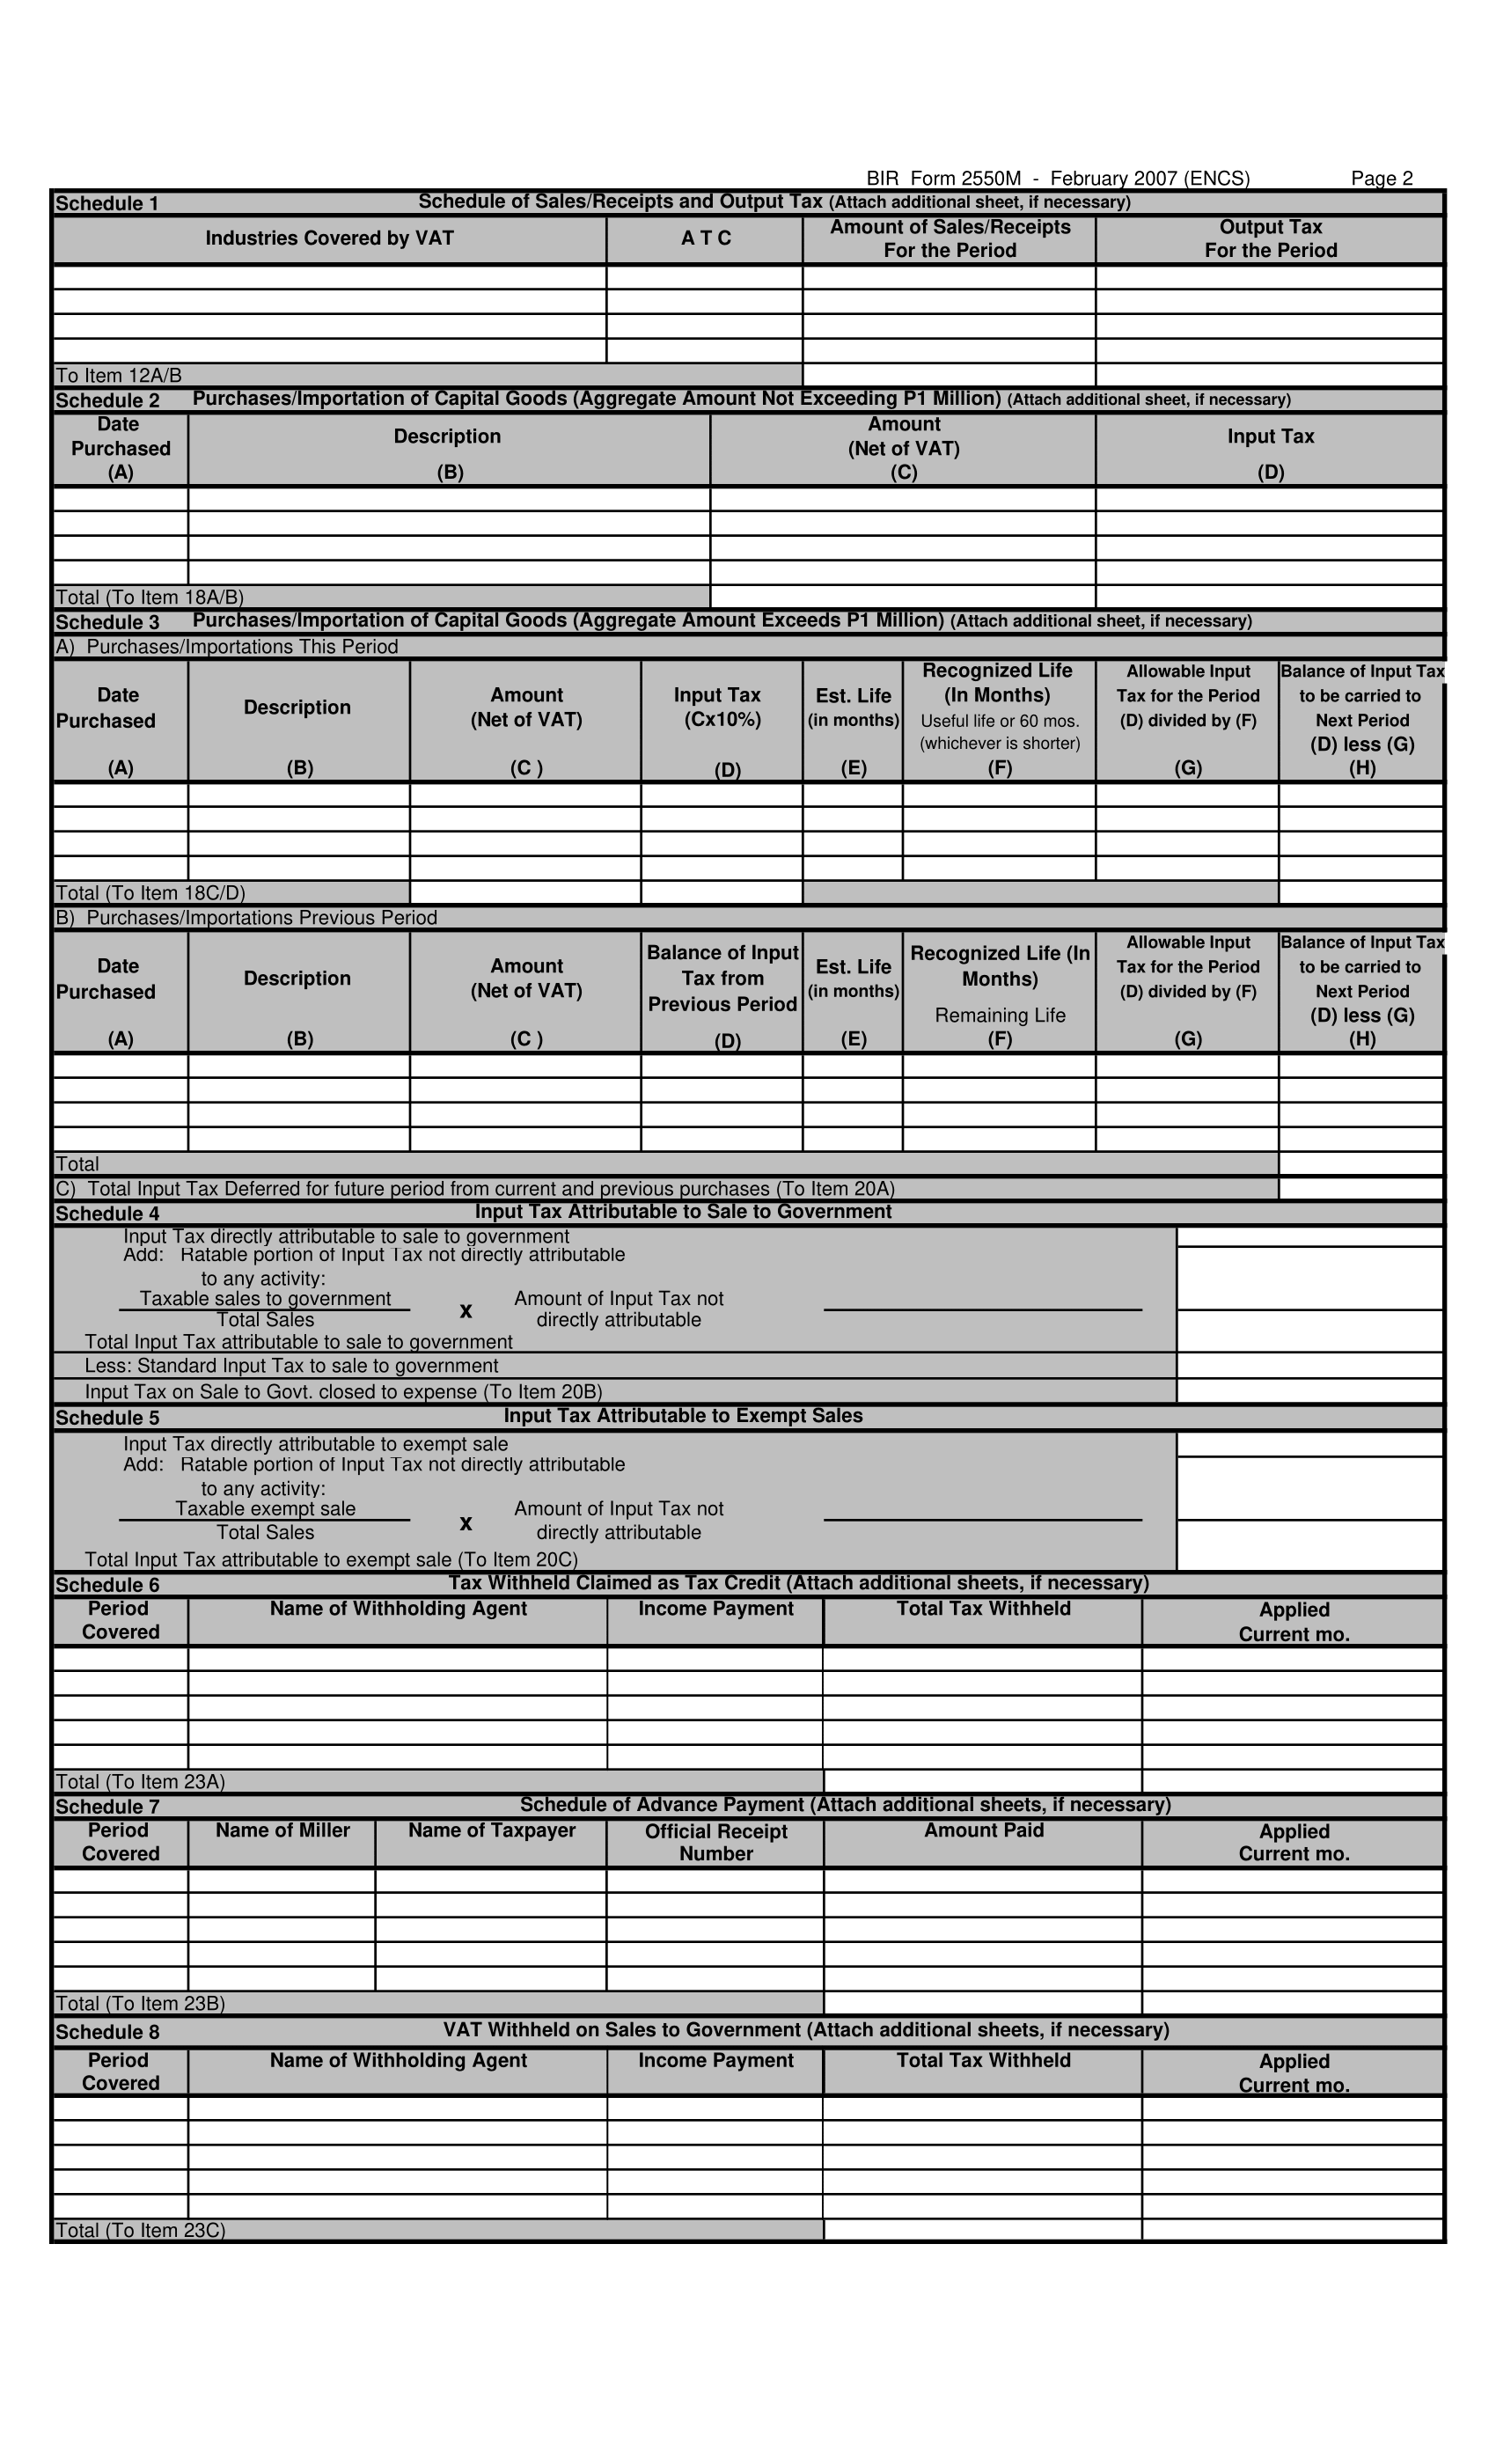 BIR Form 2550M - February 2007 (ENCS) Page 2
Schedule 1 Schedule of Sales/Receipts and Output Tax (Attach additional sheet, if necessary)
Industries Covered by VAT A T C Amount of Sales/Receipts For the Period Output Tax For the Period
To Item 12A/B
Schedule 2 Purchases/Importation of Capital Goods (Aggregate Amount Not Exceeding P1 Million) (Attach additional sheet, if necessary)
Date Purchased (A) Description (B) Amount (Net of VAT) (C) Input Tax (D)
Total (To Item 18A/B)
Schedule 3 Purchases/Importation of Capital Goods (Aggregate Amount Exceeds P1 Million) (Attach additional sheet, if necessary)
A) Purchases/Importations This Period
Date Purchased (A) Description (B) Amount (Net of VAT) (C ) Input Tax (Cx10%) (D) Est. Life (in months) (E) Recognized Life (In Months) Useful life or 60 mos. (whichever is shorter) (F) Allowable Input Tax for the Period (D) divided by (F) (G) Balance of Input Tax to be carried to Next Period (D) less (G) (H)
Total (To Item 18C/D)
B) Purchases/Importations Previous Period
Date Purchased (A) Description (B) Amount (Net of VAT) (C ) Balance of Input Tax from Previous Period (D) Est. Life (in months) (E) Recognized Life (In Months) Remaining Life (F) Allowable Input Tax for the Period (D) divided by (F) (G) Balance of Input Tax to be carried to Next Period (D) less (G) (H)
Total
C) Total Input Tax Deferred for future period from current and previous purchases (To Item 20A)
Schedule 4 Input Tax Attributable to Sale to Government
Input Tax directly attributable to sale to government
Add: Ratable portion of Input Tax not directly attributable
to any activity:
Taxable sales to government x Amount of Input Tax not
Total Sales directly attributable
Total Input Tax attributable to sale to government
Less: Standard Input Tax to sale to government
Input Tax on Sale to Govt. closed to expense (To Item 20B)
Schedule 5 Input Tax Attributable to Exempt Sales
Input Tax directly attributable to exempt sale
Add: Ratable portion of Input Tax not directly attributable
to any activity:
Taxable exempt sale x Amount of Input Tax not
Total Sales directly attributable
Total Input Tax attributable to exempt sale (To Item 20C)
Schedule 6 Tax Withheld Claimed as Tax Credit (Attach additional sheets, if necessary)
Period Covered Name of Withholding Agent Income Payment Total Tax Withheld Applied Current mo.
Total (To Item 23A)
Schedule 7 Schedule of Advance Payment (Attach additional sheets, if necessary)
Period Covered Name of Miller Name of Taxpayer Official Receipt Number Amount Paid Applied Current mo.
Total (To Item 23B)
Schedule 8 VAT Withheld on Sales to Government (Attach additional sheets, if necessary)
Period Covered Name of Withholding Agent Income Payment Total Tax Withheld Applied Current mo.
Total (To Item 23C)